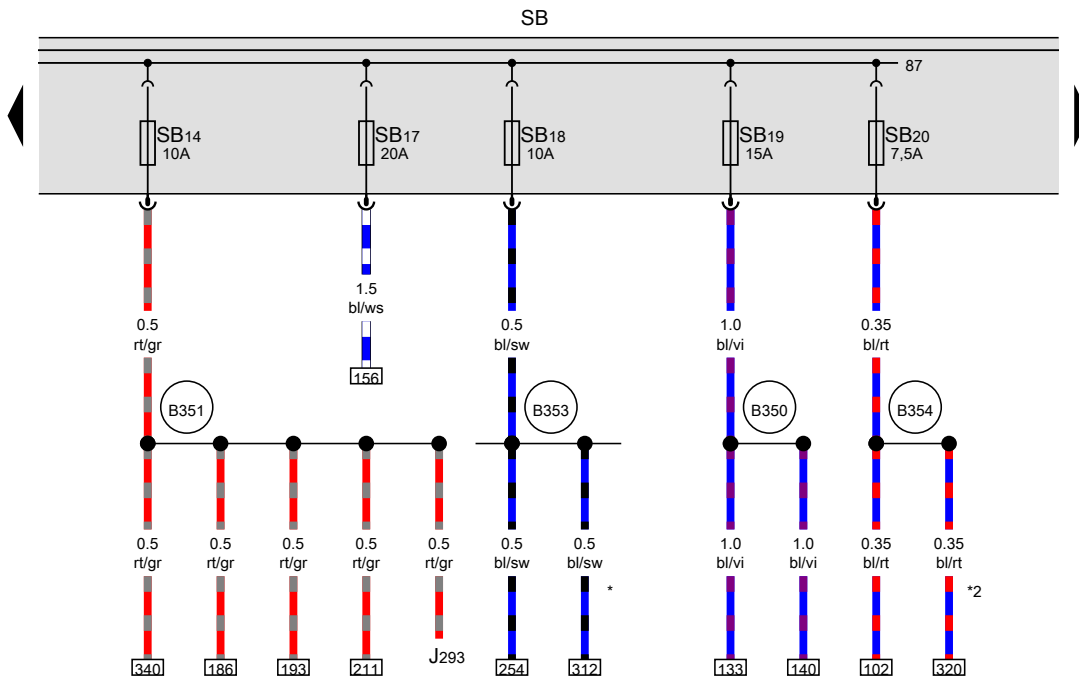 SB
87
SB14 SB17 SB18 SB19 SB20
10A 20A 10A 15A 7,5A
1.5
bl/ws
0.5 0.5 1.0 0.35
rt/gr bl/sw bl/vi bl/rt
156
B351 B353 B350 B354
0.5 0.5 0.5 0.5 0.5 0.5 0.5 1.0 1.0 0.35 0.35
rt/gr rt/gr rt/gr rt/gr rt/gr bl/sw bl/sw bl/vi bl/vi bl/rt bl/rt
* *2
J293
340 186 193 211 254 312 133 140 102 320